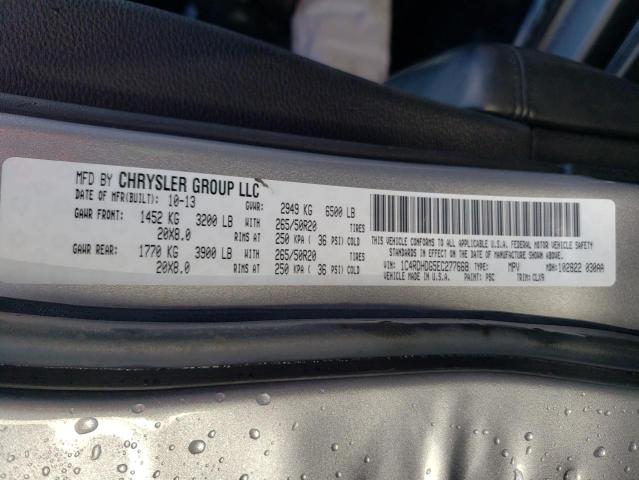 MFD BY CHRYSLER GROUP LLC
DATE OF MFR(BUILT): 10-13 GVWR: 2949 KG 6500 LB
GAWR FRONT: 1452 KG 3200 LB WITH 265/50R20 TIRES
20X8.0 RIMS AT 250 KPA ( 36 PSI) COLD
GAWR REAR: 1770 KG 3900 LB WITH 265/50R20 TIRES
20X8.0 RIMS AT 250 KPA ( 36 PSI) COLD
THIS VEHICLE CONFORMS TO ALL APPLICABLE U.S.A. FEDERAL MOTOR VEHICLE SAFETY
STANDARDS IN EFFECT ON THE DATE OF MANUFACTURE SHOWN ABOVE.
VIN: 1C4RDHDG5EC277668 TYPE: MPV MDH: 102822 030AA
VEHICLE MADE IN U.S.A. PAINT: PSC TRIM: CLX9